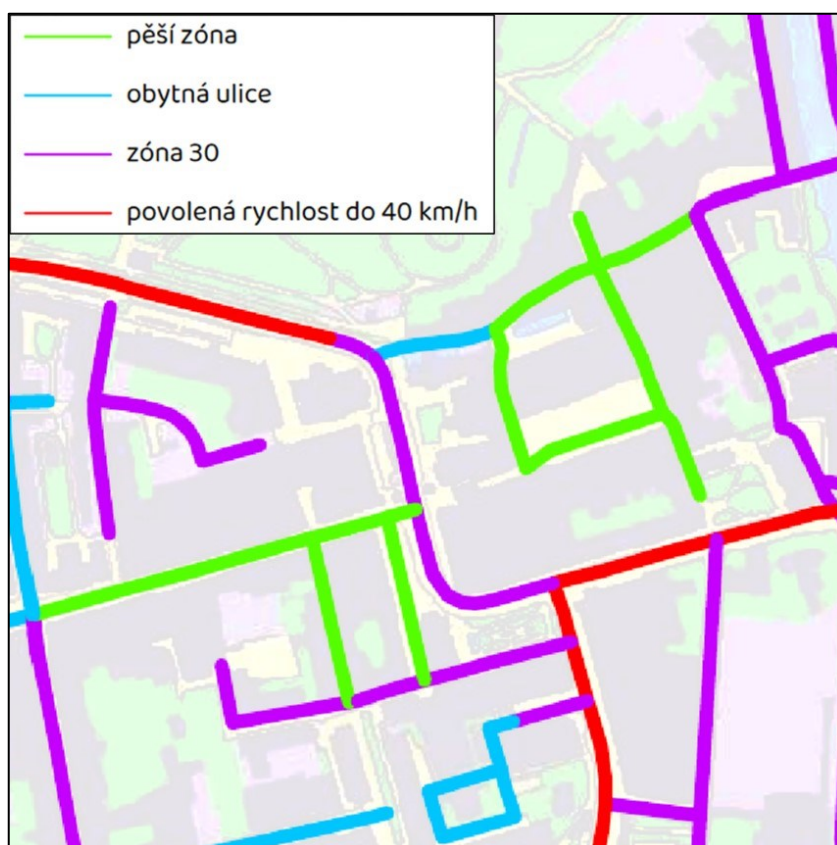 pěší zóna
obytná ulice
zóna 30
povolená rychlost do 40 km/h